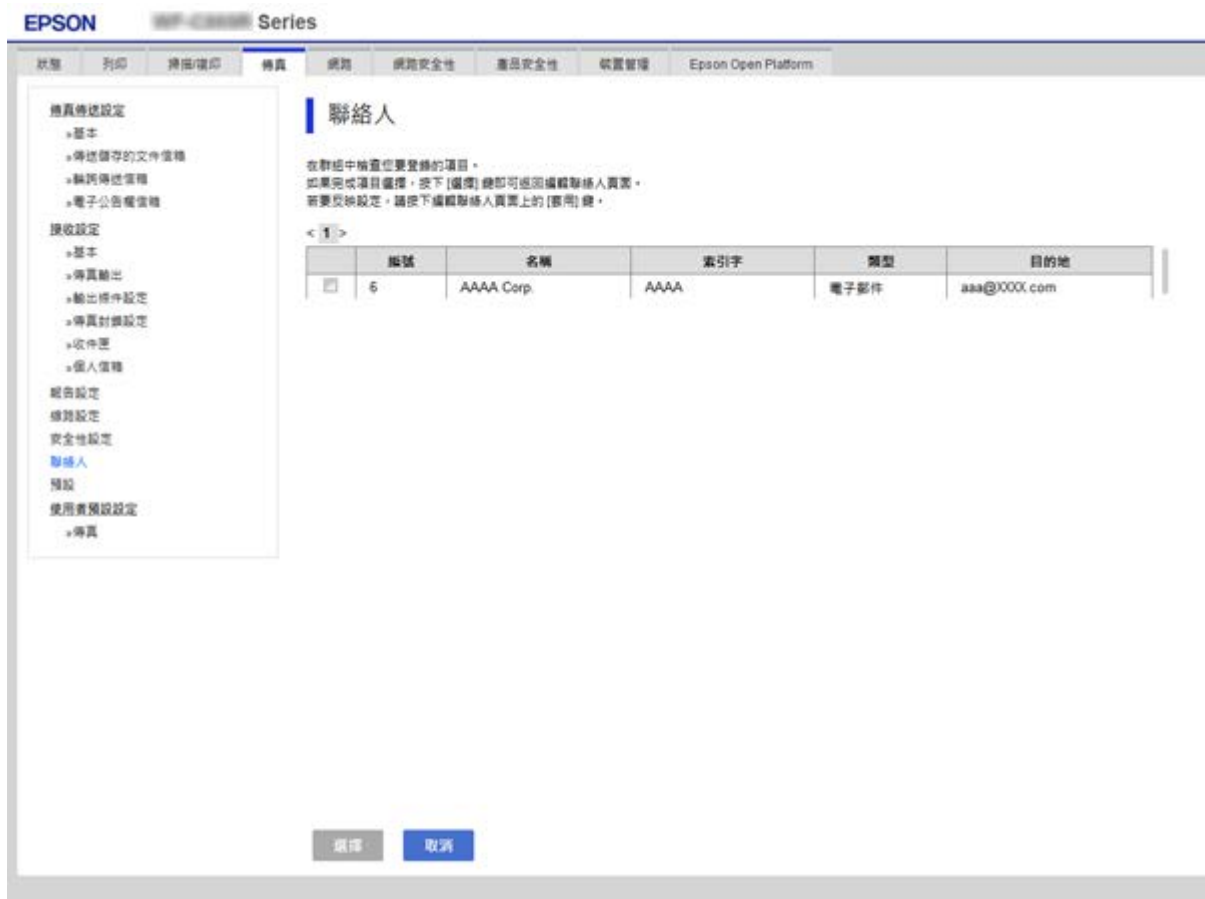 EPSON Series
狀態 列印 掃描/複印 傳真 網路 網路安全性 產品安全性 裝置管理 Epson Open Platform
傳真傳送設定
»基本
»傳送儲存的文件信箱
»輪詢傳送信箱
»電子公告欄信箱
接收設定
»基本
»傳真輸出
»輸出條件設定
»傳真封鎖設定
»收件匣
»個人信箱
報告設定
線路設定
安全性設定
聯絡人
預設
使用者預設設定
»傳真
聯絡人
在群組中檢查您要登錄的項目。
如果完成項目選擇，按下 [選擇] 鍵即可返回編輯聯絡人頁面。
若要反映設定，請按下編輯聯絡人頁面上的 [套用] 鍵。
< 1 >
編號 名稱 索引字 類型 目的地
6 AAAA Corp. AAAA 電子郵件 aaa@XXXX.com
選擇 取消